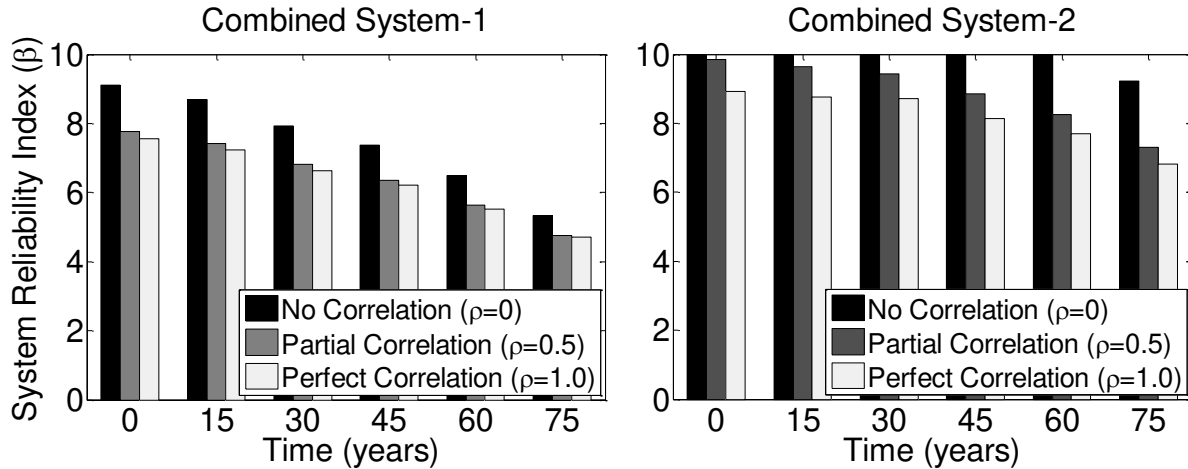 Combined System-1
System Reliability Index (β)
10
8
6
4
2
0
No Correlation (ρ=0)
Partial Correlation (ρ=0.5)
Perfect Correlation (ρ=1.0)
0 15 30 45 60 75
Time (years)
Combined System-2
10
8
6
4
2
0
No Correlation (ρ=0)
Partial Correlation (ρ=0.5)
Perfect Correlation (ρ=1.0)
0 15 30 45 60 75
Time (years)